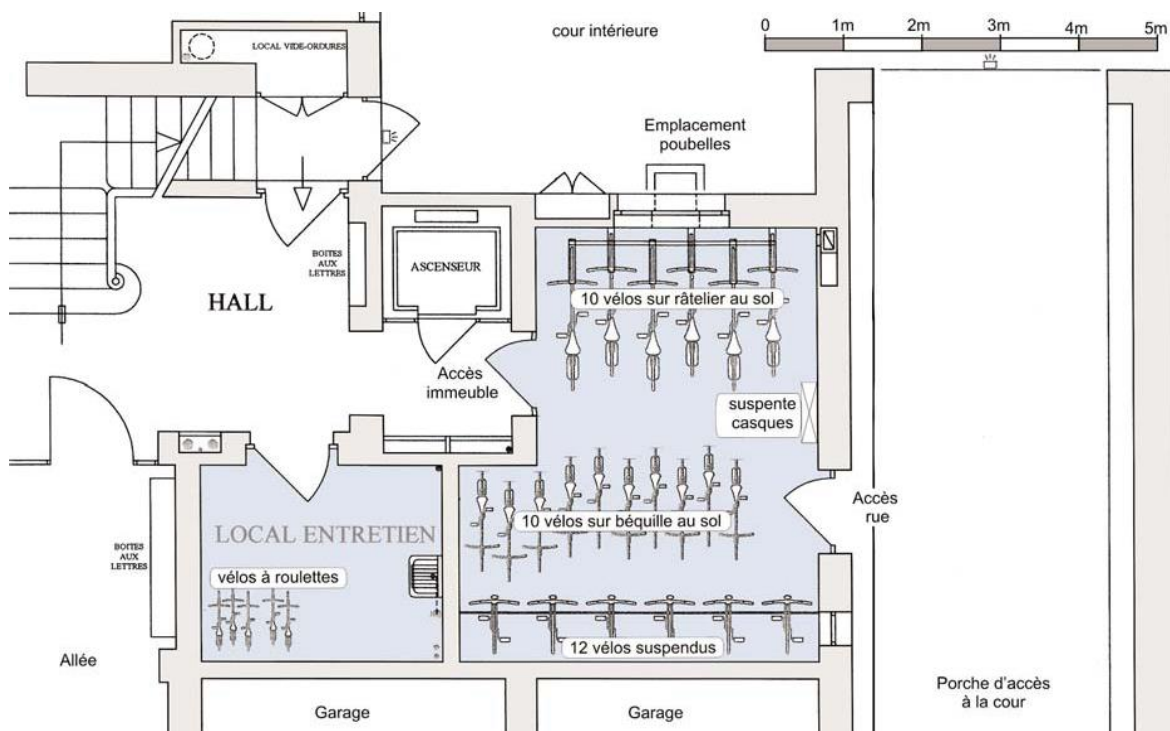 cour intérieure
0 1m 2m 3m 4m 5m
LOCAL VIDE-ORDURES
Emplacement
poubelles
BOITES
AUX
LETTRES
ASCENSEUR
HALL
10 vélos sur râtelier au sol
Accès
immeuble
suspente
casques
Accès
rue
LOCAL ENTRETIEN
10 vélos sur béquille au sol
BOITES
AUX
LETTRES
vélos à roulettes
12 vélos suspendus
Allée
Garage
Garage
Porche d'accès
à la cour